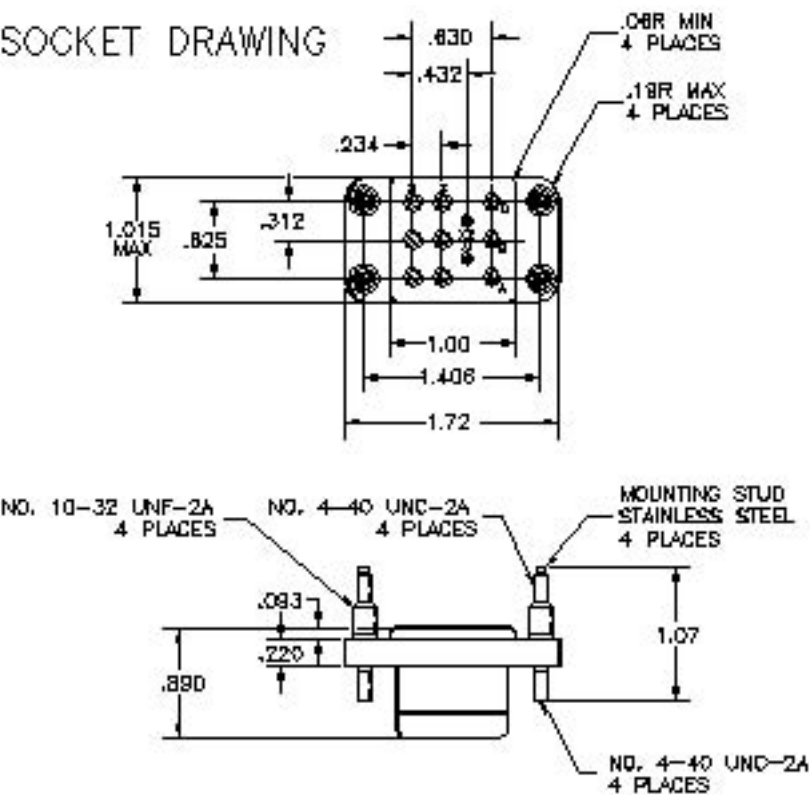 SOCKET DRAWING
.630
.432
.234
.06R MIN
4 PLACES
.19R MAX
4 PLACES
1.015
MAX
.625
.312
A
1.00
1.406
1.72
NO. 10-32 UNF-2A
4 PLACES
NO. 4-40 UNC-2A
4 PLACES
MOUNTING STUD
STAINLESS STEEL
4 PLACES
.093
.220
.890
1.07
NO. 4-40 UNC-2A
4 PLACES